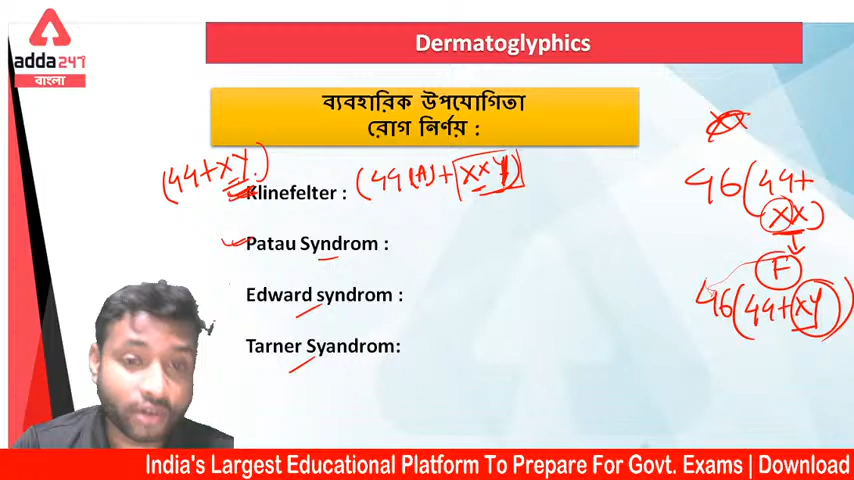 Dermatoglyphics
adda247
বাংলা
ব্যবহারিক উপযোগিতা
রোগ নির্ণয় :
(44+XY)
Klinefelter : (44(A)+XXY)
Patau Syndrom :
Edward syndrom :
Tarner Syandrom:
46(44+
XX)
F
46(44+XY)
India's Largest Educational Platform To Prepare For Govt. Exams | Download